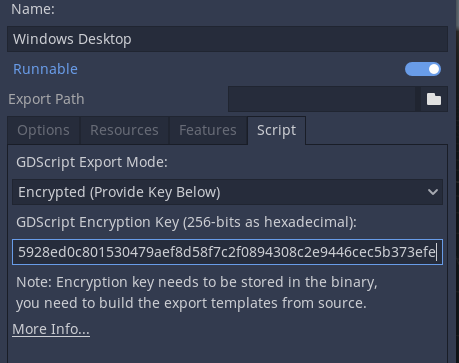 Name:
Windows Desktop
Runnable
Export Path
Options Resources Features Script
GDScript Export Mode:
Encrypted (Provide Key Below)
GDScript Encryption Key (256-bits as hexadecimal):
5928ed0c801530479aef8d58f7c2f0894308c2e9446cec5b373efe
Note: Encryption key needs to be stored in the binary,
you need to build the export templates from source.
More Info...